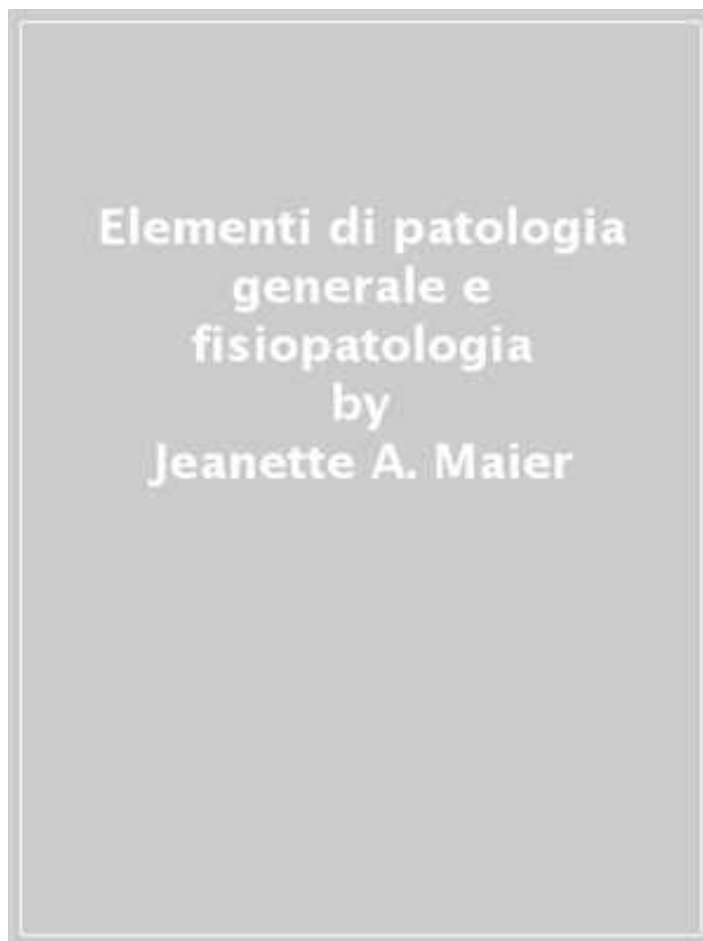 Elementi di patologia
generale e
fisiopatologia
by
Jeanette A. Maier